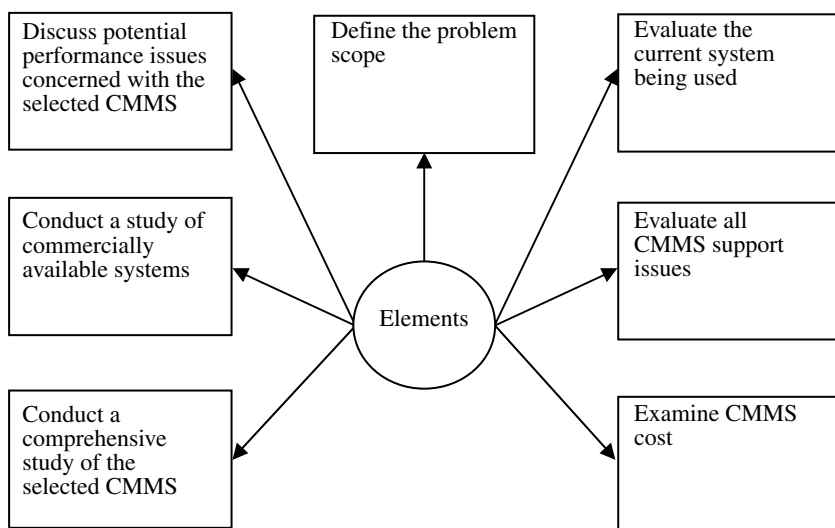 Discuss potential
performance issues
concerned with the
selected CMMS
Define the problem
scope
Evaluate the
current system
being used
Conduct a study of
commercially
available systems
Evaluate all
CMMS support
issues
Elements
Conduct a
comprehensive
study of the
selected CMMS
Examine CMMS
cost